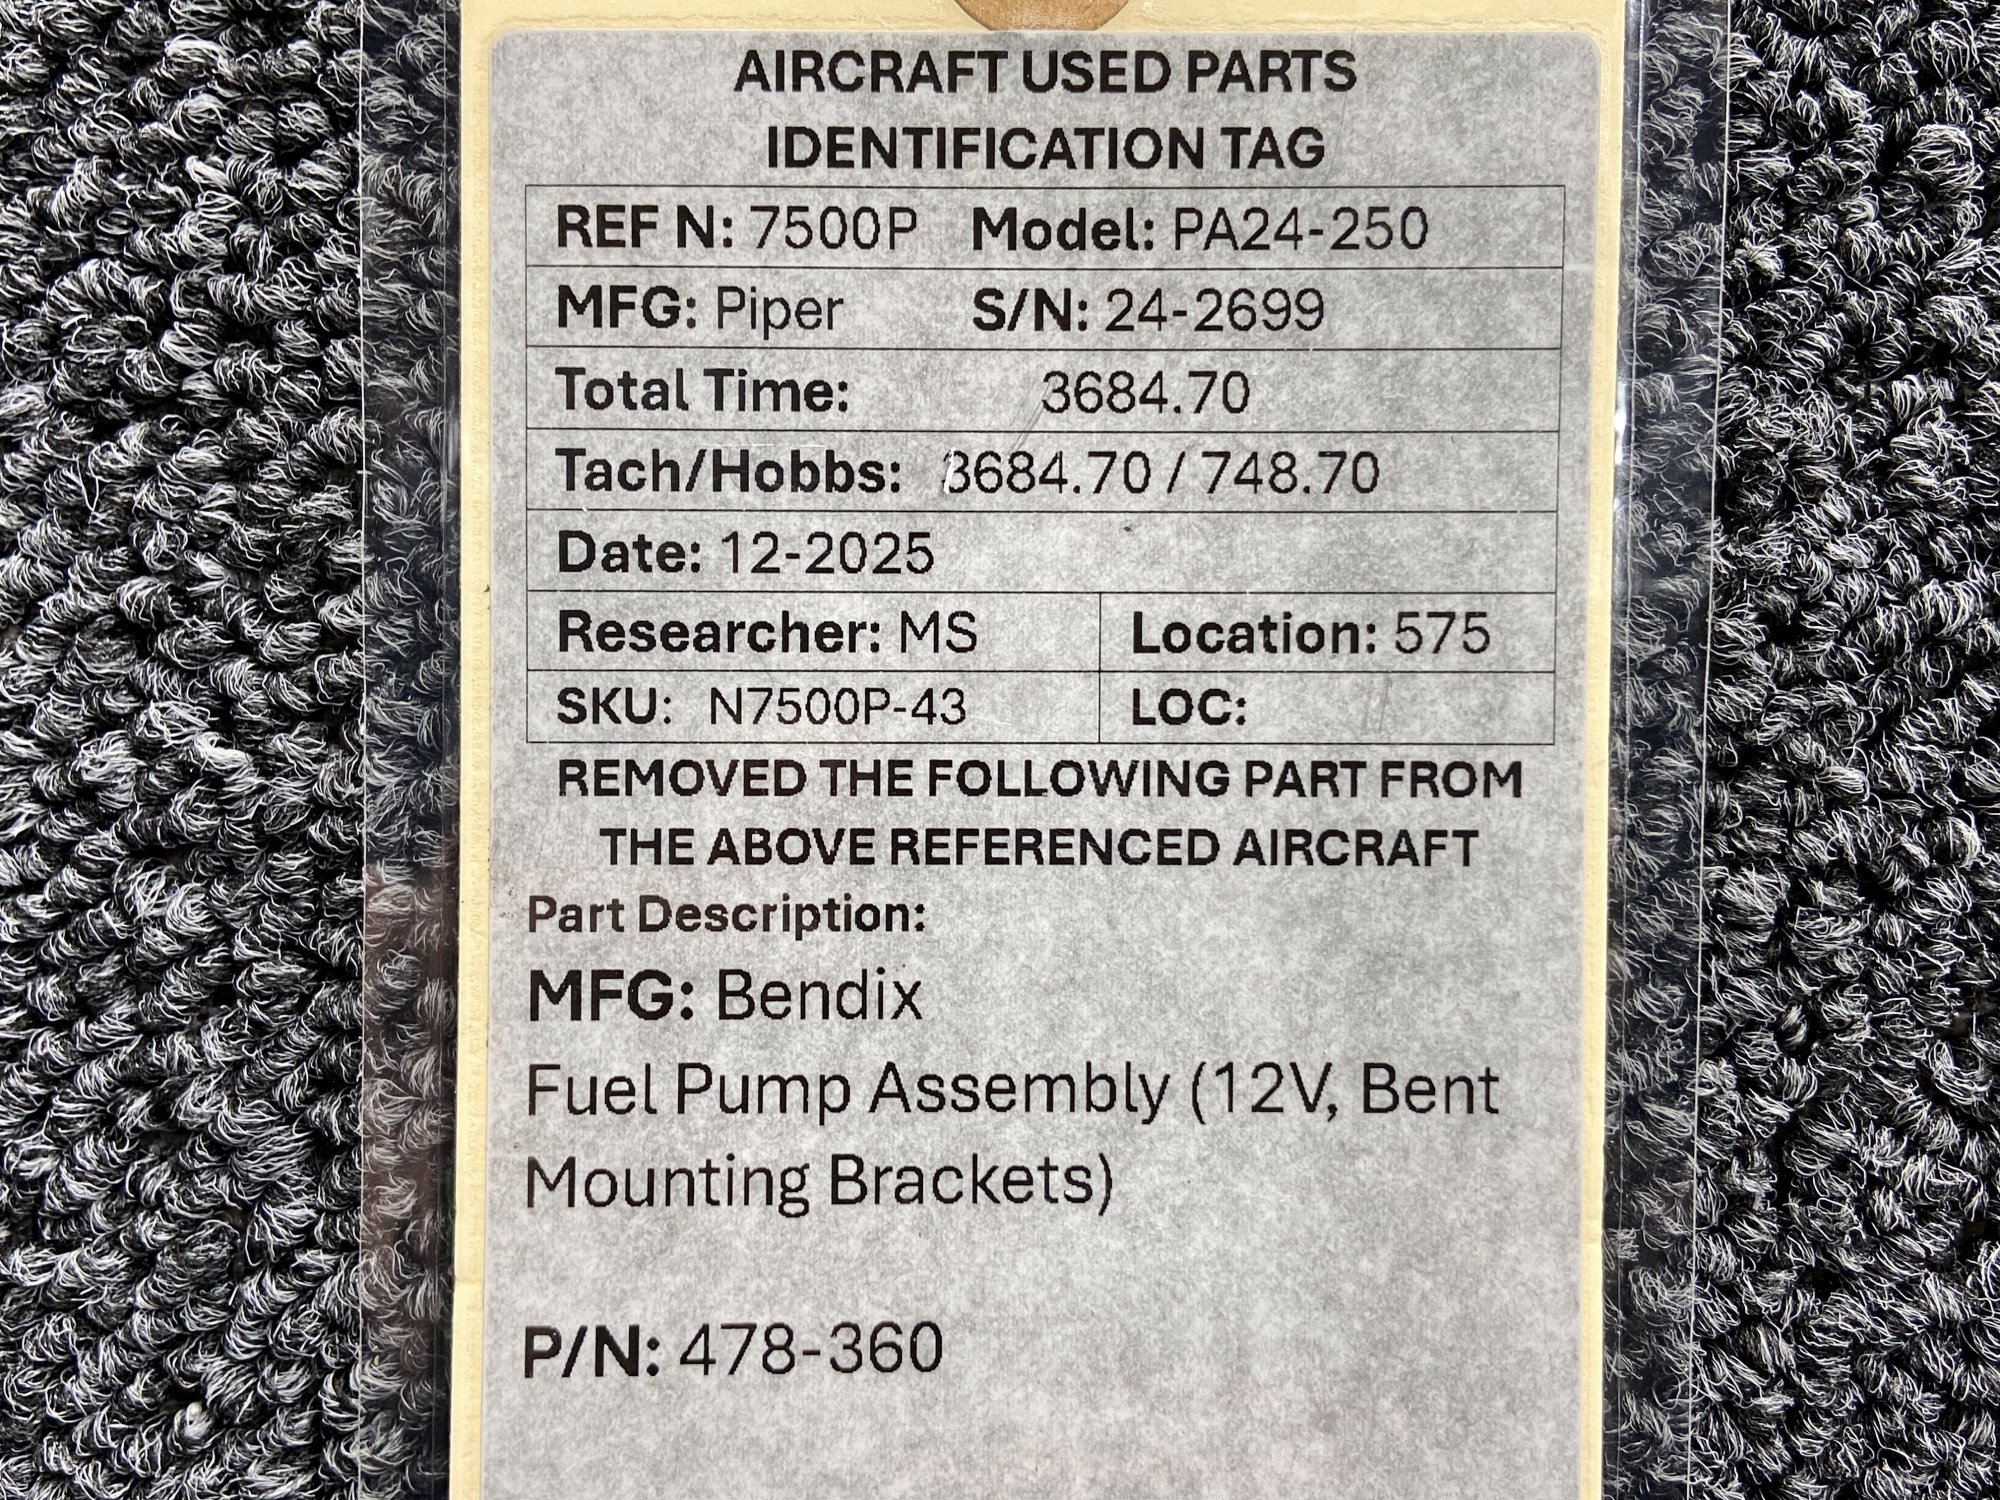 AIRCRAFT USED PARTS
IDENTIFICATION TAG
REF N: 7500P Model: PA24-250
MFG: Piper S/N: 24-2699
Total Time: 3684.70
Tach/Hobbs: 3684.70 / 748.70
Date: 12-2025
Researcher: MS Location: 575
SKU: N7500P-43 LOC:
REMOVED THE FOLLOWING PART FROM
THE ABOVE REFERENCED AIRCRAFT
Part Description:
MFG: Bendix
Fuel Pump Assembly (12V, Bent
Mounting Brackets)
P/N: 478-360